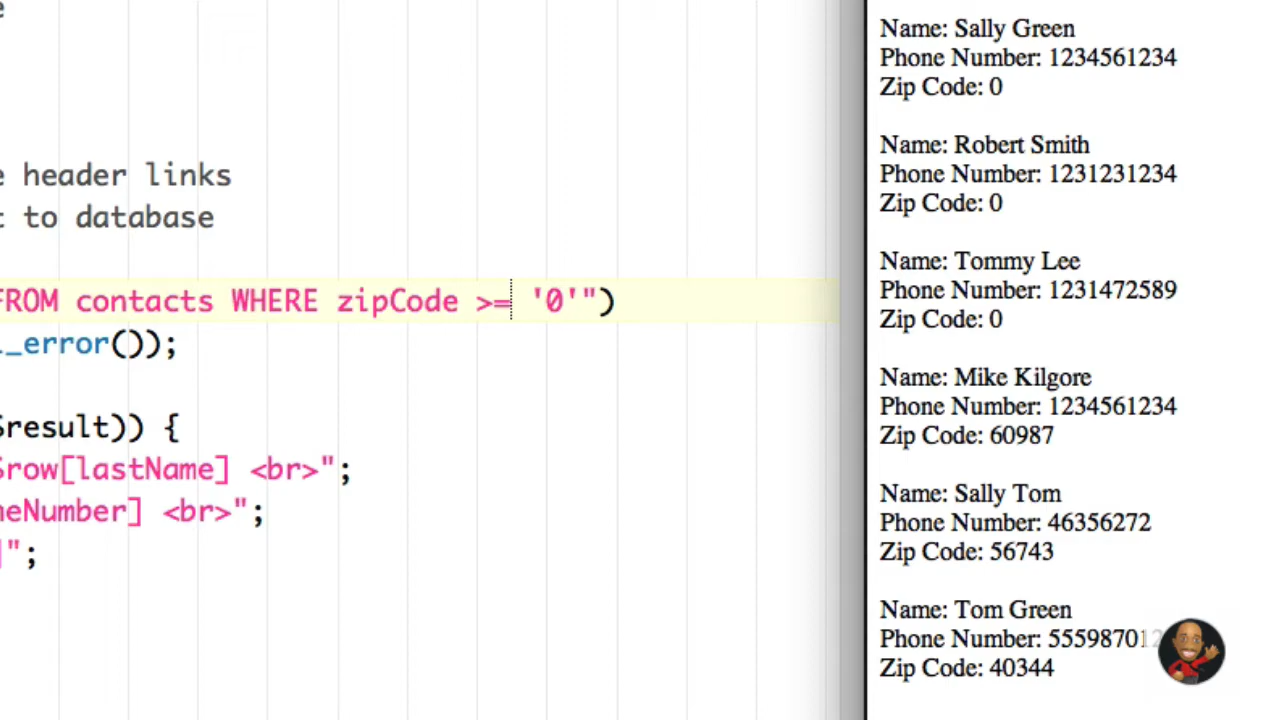 e
e header links
t to database
FROM contacts WHERE zipCode >= '0'")
_error());
$result)) {
$row[lastName] <br>";
neNumber] <br>";
]";
Name: Sally Green
Phone Number: 1234561234
Zip Code: 0
Name: Robert Smith
Phone Number: 1231231234
Zip Code: 0
Name: Tommy Lee
Phone Number: 1231472589
Zip Code: 0
Name: Mike Kilgore
Phone Number: 1234561234
Zip Code: 60987
Name: Sally Tom
Phone Number: 46356272
Zip Code: 56743
Name: Tom Green
Phone Number: 555987012
Zip Code: 40344